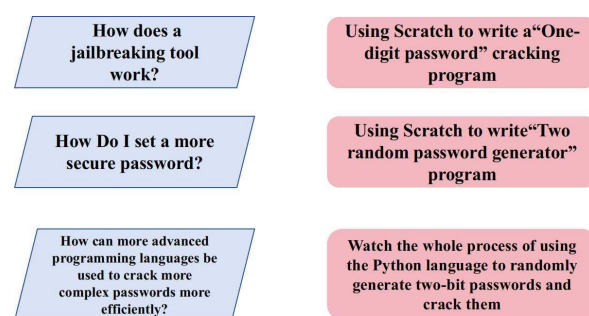 How does a
jailbreaking tool
work?
Using Scratch to write a“One-
digit password” cracking
program
How Do I set a more
secure password?
Using Scratch to write“Two
random password generator”
program
How can more advanced
programming languages be
used to crack more
complex passwords more
efficiently?
Watch the whole process of using
the Python language to randomly
generate two-bit passwords and
crack them